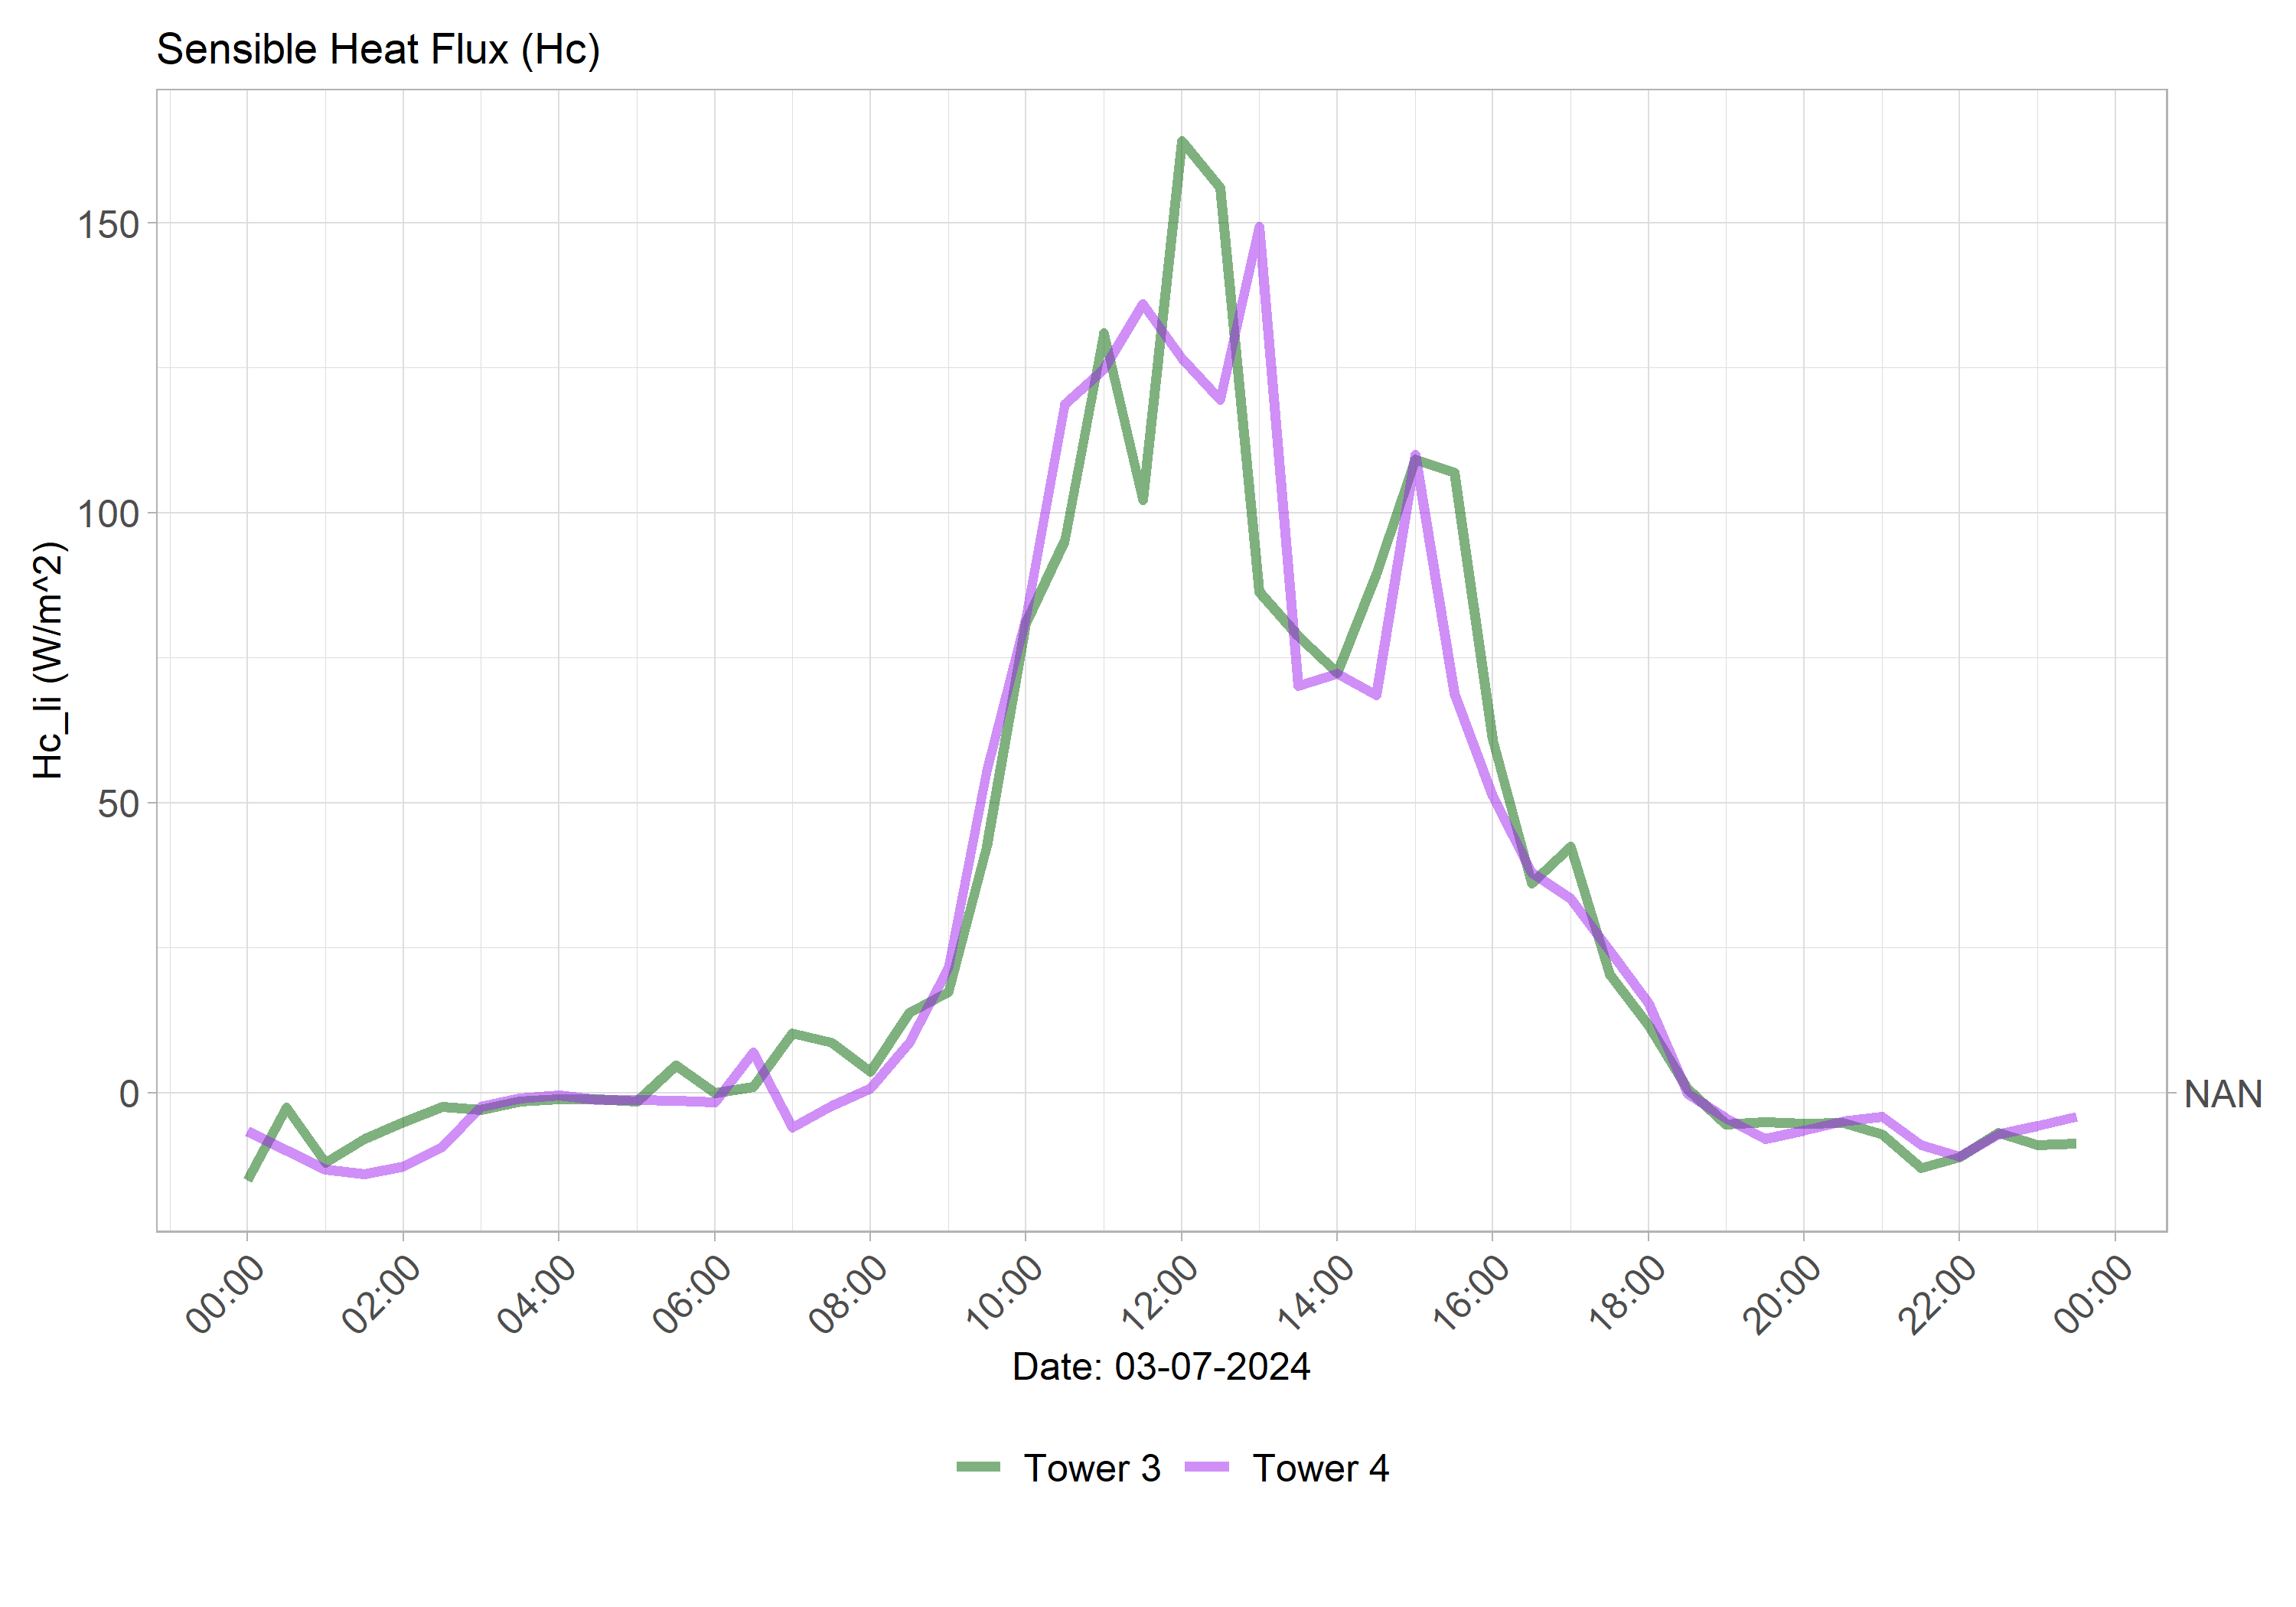 Sensible Heat Flux (Hc)
Hc_li (W/m^2)
150
100
50
0
NAN
00:00 02:00 04:00 06:00 08:00 10:00 12:00 14:00 16:00 18:00 20:00 22:00 00:00
Date: 03-07-2024
Tower 3 Tower 4